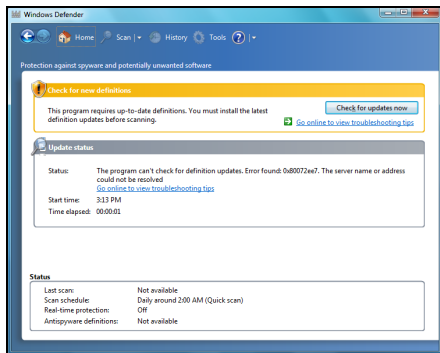 Windows Defender
Home Scan History Tools
Protection against spyware and potentially unwanted software
Check for new definitions
This program requires up-to-date definitions. You must install the latest
definition updates before scanning.
Check for updates now
Go online to view troubleshooting tips
Update status
Status: The program can't check for definition updates. Error found: 0x80072ee7. The server name or address
could not be resolved
Go online to view troubleshooting tips
Start time: 3:13 PM
Time elapsed: 00:00:01
Status
Last scan: Not available
Scan schedule: Daily around 2:00 AM (Quick scan)
Real-time protection: Off
Antispyware definitions: Not available